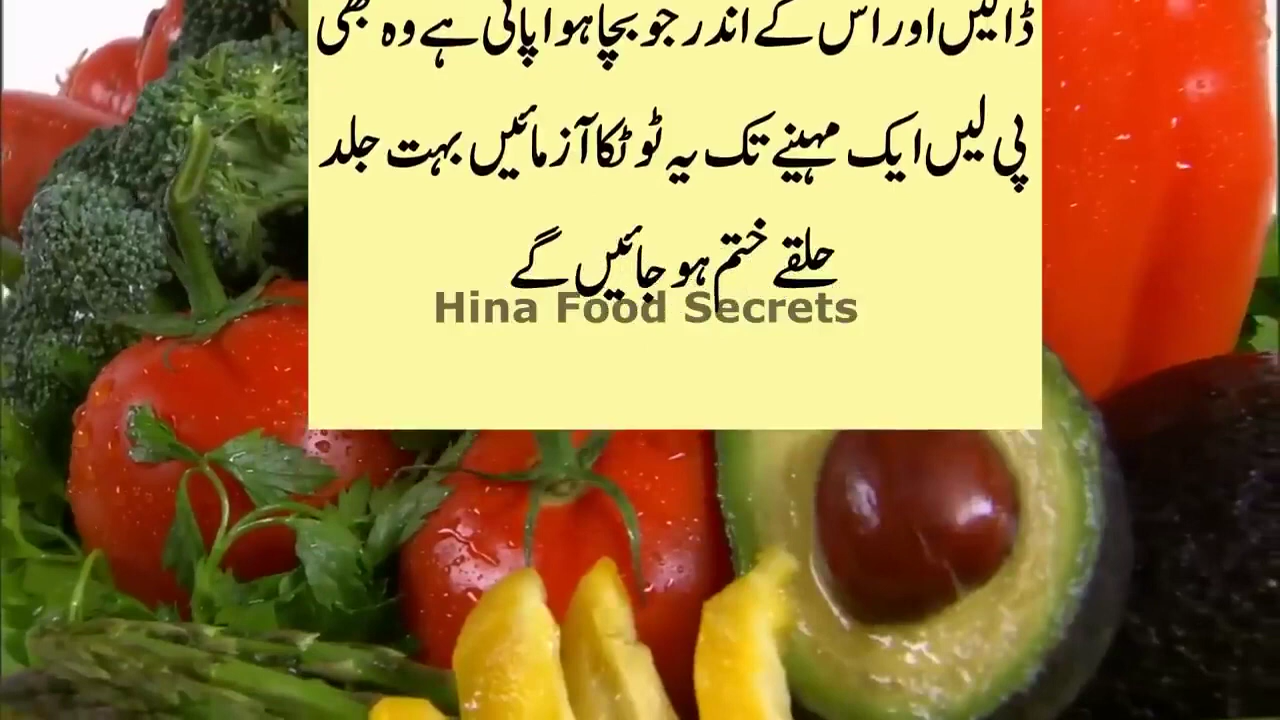 ڈالیں اور اس کے اندر جو بچا ہوا پانی ہے وہ بھی
پی لیں ایک مہینے تک یہ ٹوٹکا آزمائیں بہت جلد
حلقے ختم ہو جائیں گے
Hina Food Secrets